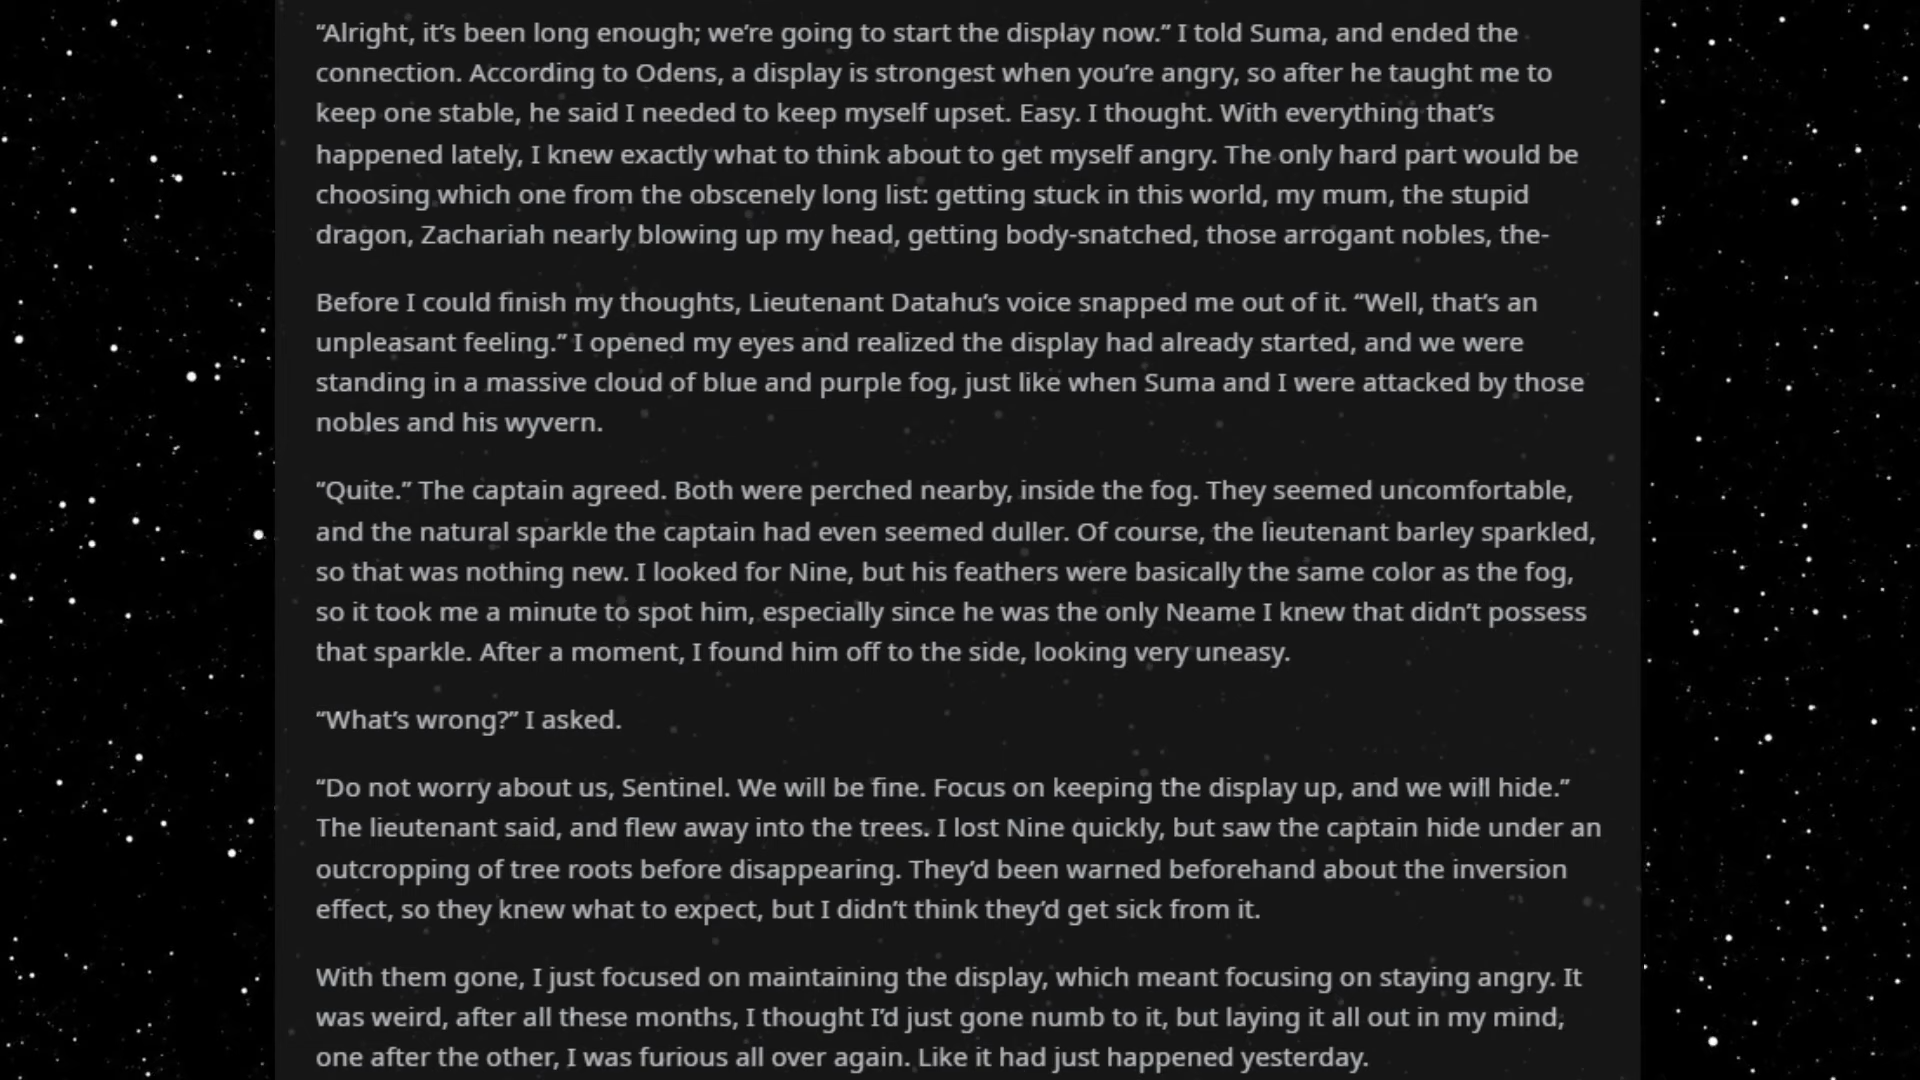 “Alright, it’s been long enough; we’re going to start the display now.” I told Suma, and ended the
connection. According to Odens, a display is strongest when you’re angry, so after he taught me to
keep one stable, he said I needed to keep myself upset. Easy. I thought. With everything that’s
happened lately, I knew exactly what to think about to get myself angry. The only hard part would be
choosing which one from the obscenely long list: getting stuck in this world, my mum, the stupid
dragon, Zachariah nearly blowing up my head, getting body-snatched, those arrogant nobles, the-
Before I could finish my thoughts, Lieutenant Datahu’s voice snapped me out of it. “Well, that’s an
unpleasant feeling.” I opened my eyes and realized the display had already started, and we were
standing in a massive cloud of blue and purple fog, just like when Suma and I were attacked by those
nobles and his wyvern.
“Quite.” The captain agreed. Both were perched nearby, inside the fog. They seemed uncomfortable,
and the natural sparkle the captain had even seemed duller. Of course, the lieutenant barley sparkled,
so that was nothing new. I looked for Nine, but his feathers were basically the same color as the fog,
so it took me a minute to spot him, especially since he was the only Neame I knew that didn’t possess
that sparkle. After a moment, I found him off to the side, looking very uneasy.
“What’s wrong?” I asked.
“Do not worry about us, Sentinel. We will be fine. Focus on keeping the display up, and we will hide.”
The lieutenant said, and flew away into the trees. I lost Nine quickly, but saw the captain hide under an
outcropping of tree roots before disappearing. They’d been warned beforehand about the inversion
effect, so they knew what to expect, but I didn’t think they’d get sick from it.
With them gone, I just focused on maintaining the display, which meant focusing on staying angry. It
was weird, after all these months, I thought I’d just gone numb to it, but laying it all out in my mind,
one after the other, I was furious all over again. Like it had just happened yesterday.